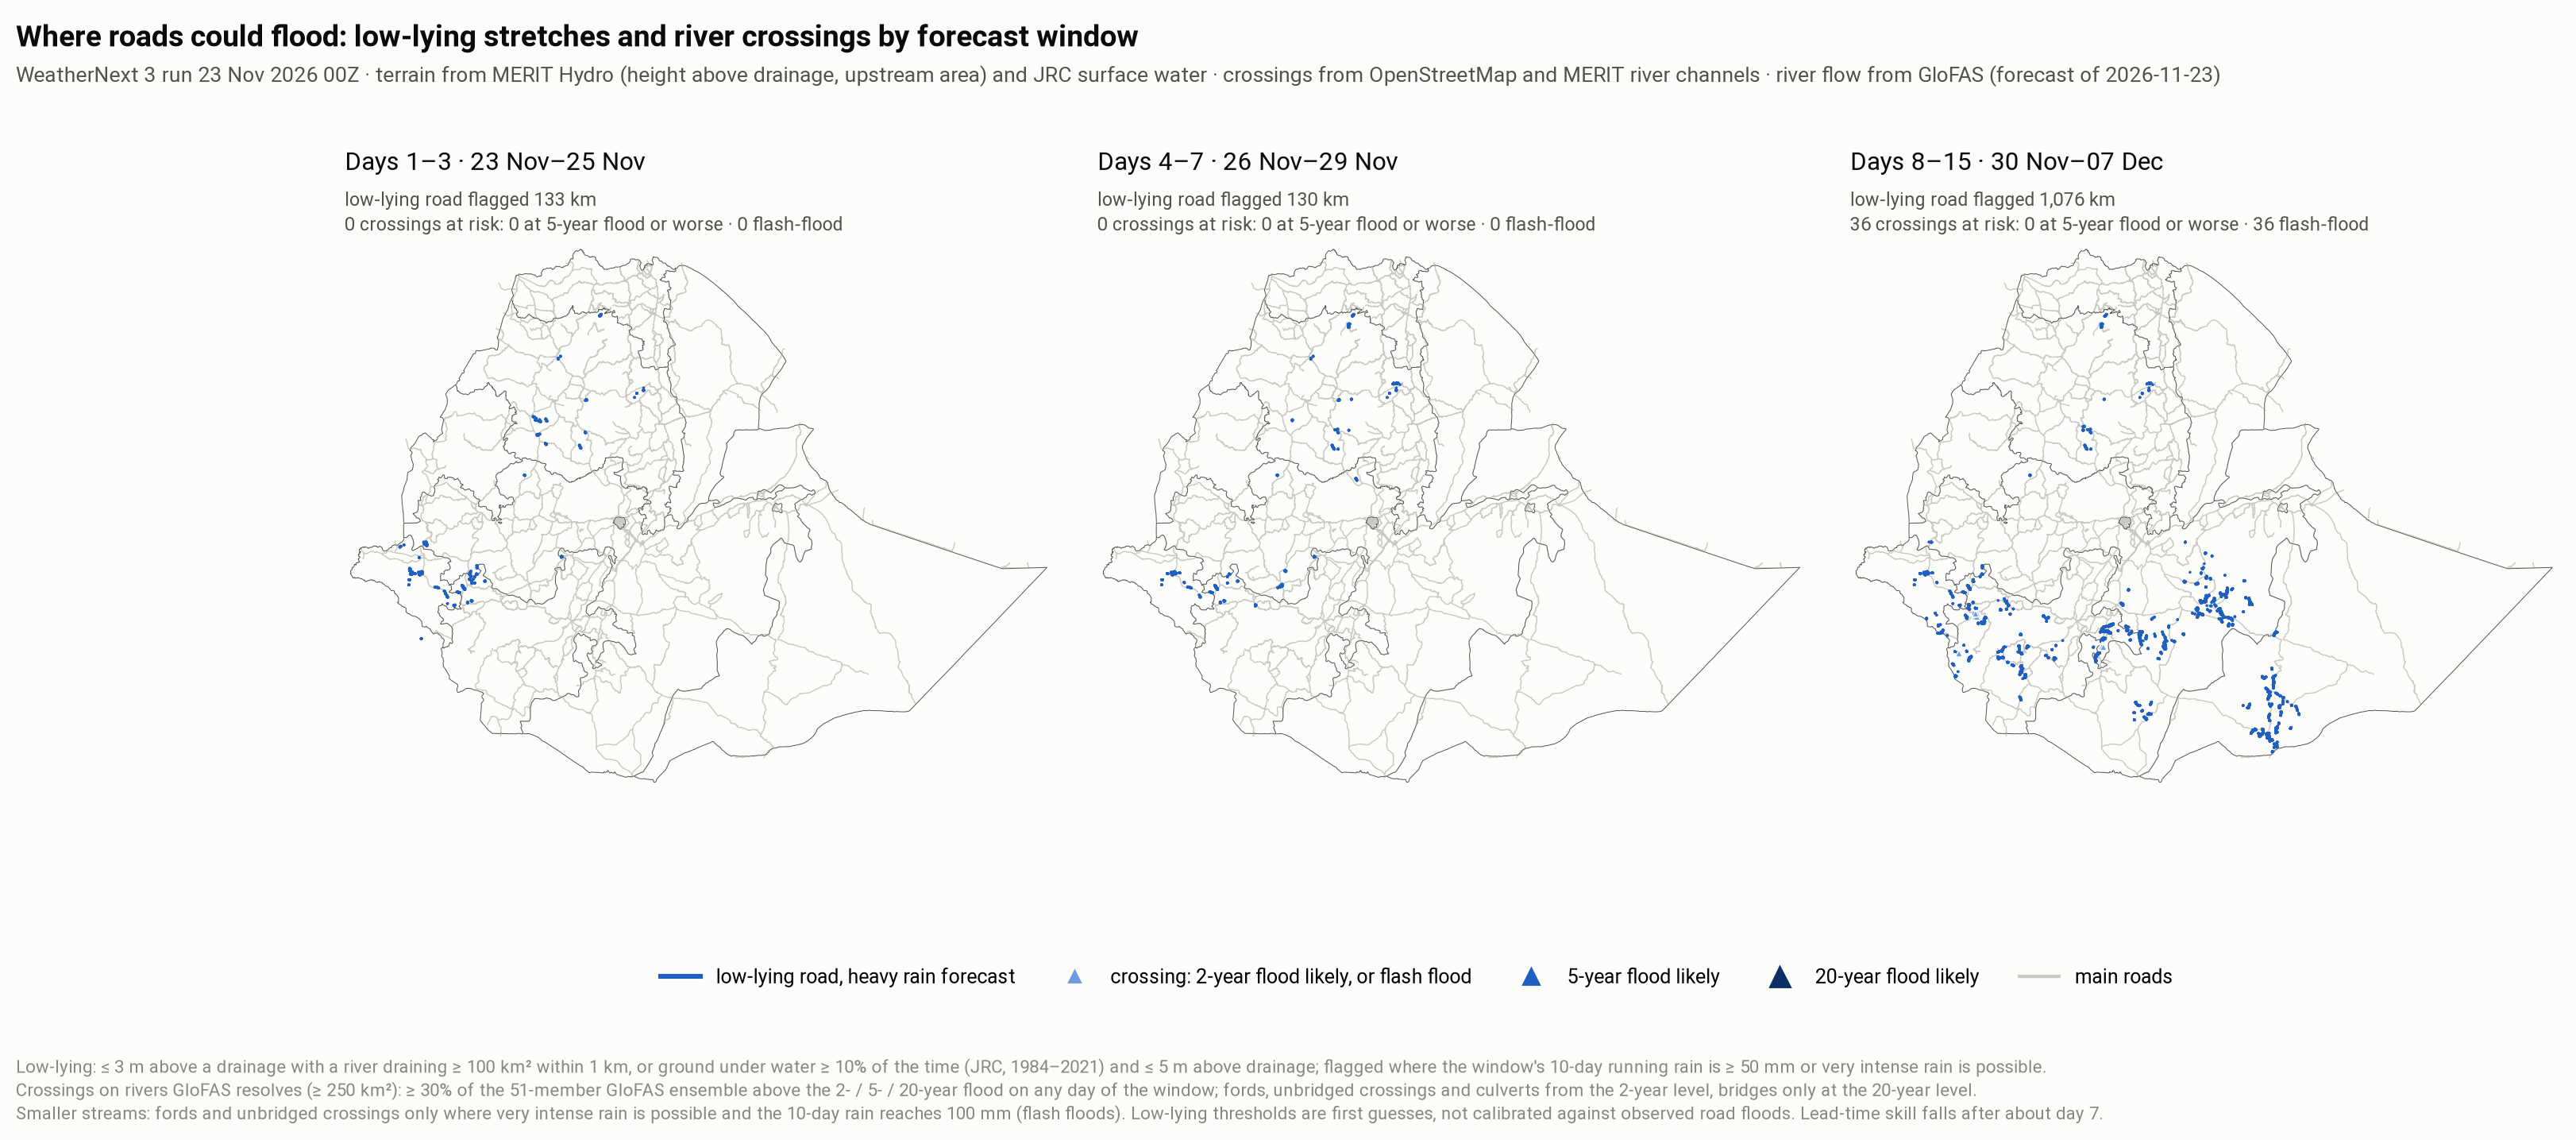 Where roads could flood: low-lying stretches and river crossings by forecast window
WeatherNext 3 run 23 Nov 2026 00Z · terrain from MERIT Hydro (height above drainage, upstream area) and JRC surface water · crossings from OpenStreetMap and MERIT river channels · river flow from GloFAS (forecast of 2026-11-23)
Days 1–3 · 23 Nov–25 Nov
low-lying road flagged 133 km
0 crossings at risk: 0 at 5-year flood or worse · 0 flash-flood
Days 4–7 · 26 Nov–29 Nov
low-lying road flagged 130 km
0 crossings at risk: 0 at 5-year flood or worse · 0 flash-flood
Days 8–15 · 30 Nov–07 Dec
low-lying road flagged 1,076 km
36 crossings at risk: 0 at 5-year flood or worse · 36 flash-flood
low-lying road, heavy rain forecast
crossing: 2-year flood likely, or flash flood
5-year flood likely
20-year flood likely
main roads
Low-lying: ≤ 3 m above a drainage with a river draining ≥ 100 km² within 1 km, or ground under water ≥ 10% of the time (JRC, 1984–2021) and ≤ 5 m above drainage; flagged where the window's 10-day running rain is ≥ 50 mm or very intense rain is possible.
Crossings on rivers GloFAS resolves (≥ 250 km²): ≥ 30% of the 51-member GloFAS ensemble above the 2- / 5- / 20-year flood on any day of the window; fords, unbridged crossings and culverts from the 2-year level, bridges only at the 20-year level.
Smaller streams: fords and unbridged crossings only where very intense rain is possible and the 10-day rain reaches 100 mm (flash floods). Low-lying thresholds are first guesses, not calibrated against observed road floods. Lead-time skill falls after about day 7.